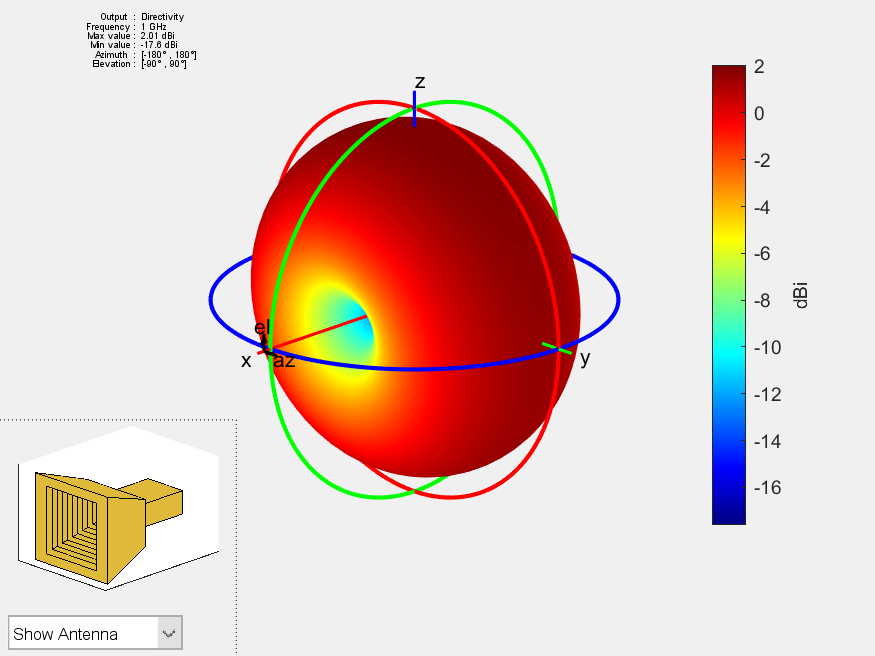 Output : Directivity
Frequency : 1 GHz
Max value : 2.01 dBi
Min value : -17.6 dBi
Azimuth : [-180° , 180°]
Elevation : [-90° , 90°]
z
2
0
-2
-4
-6
-8
-10
-12
-14
-16
dBi
el
x
az
y
Show Antenna